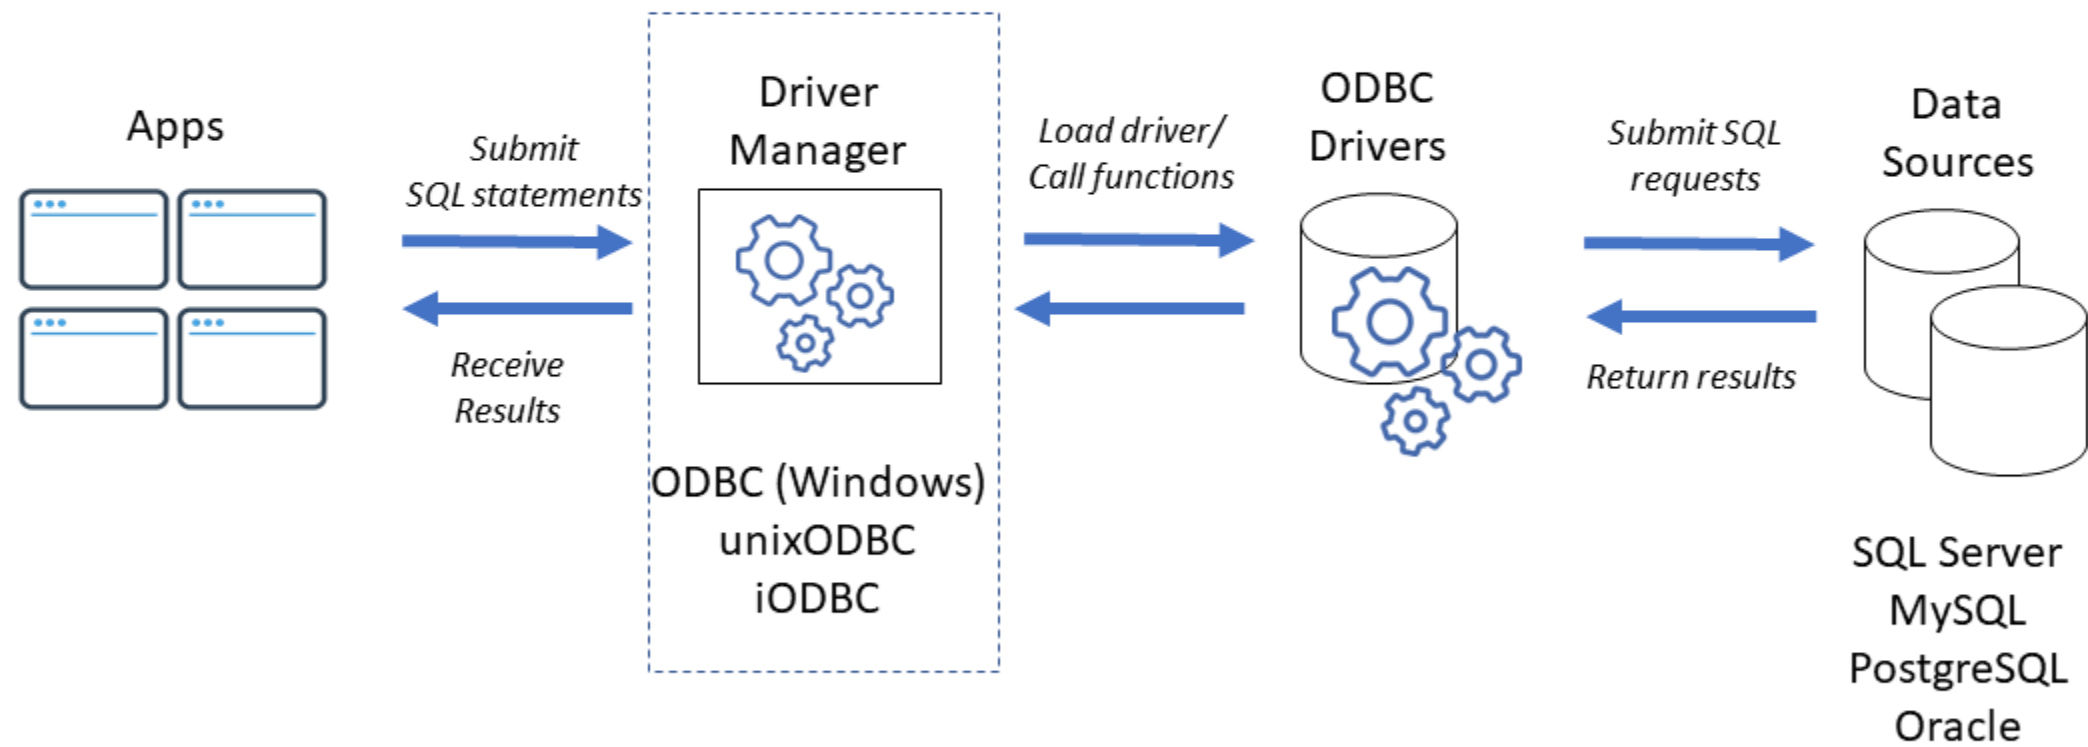 Apps
Submit
SQL statements
Receive
Results
Driver
Manager
ODBC (Windows)
unixODBC
iODBC
Load driver/
Call functions
ODBC
Drivers
Submit SQL
requests
Return results
Data
Sources
SQL Server
MySQL
PostgreSQL
Oracle